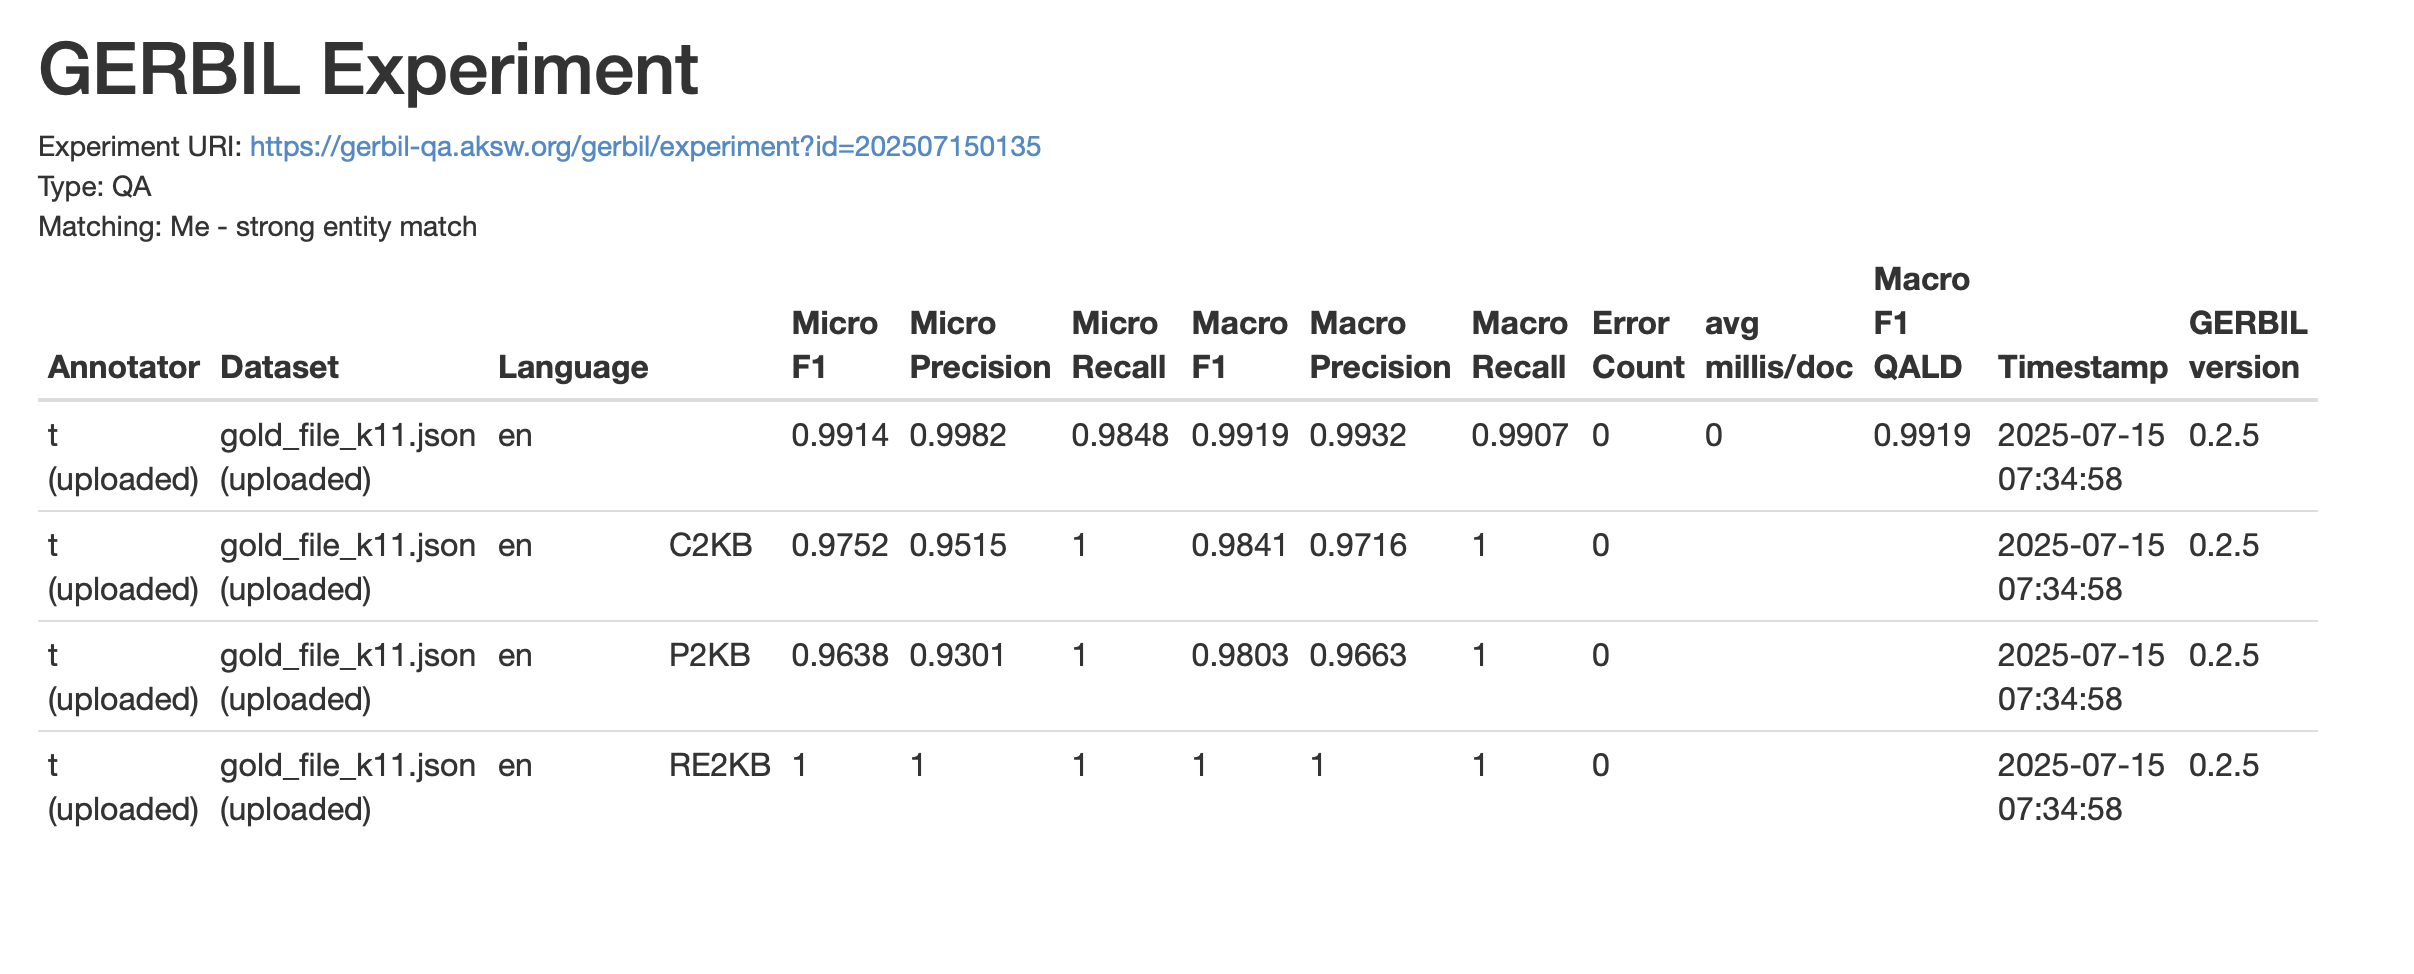 GERBIL Experiment
Experiment URI: https://gerbil-qa.aksw.org/gerbil/experiment?id=202507150135
Type: QA
Matching: Me - strong entity match
Annotator Dataset Language Micro F1 Micro Precision Micro Recall Macro F1 Macro Precision Macro Recall Error Count avg millis/doc Macro F1 QALD Timestamp GERBIL version
t (uploaded) gold_file_k11.json (uploaded) en 0.9914 0.9982 0.9848 0.9919 0.9932 0.9907 0 0 0.9919 2025-07-15 07:34:58 0.2.5
t (uploaded) gold_file_k11.json (uploaded) en C2KB 0.9752 0.9515 1 0.9841 0.9716 1 0 2025-07-15 07:34:58 0.2.5
t (uploaded) gold_file_k11.json (uploaded) en P2KB 0.9638 0.9301 1 0.9803 0.9663 1 0 2025-07-15 07:34:58 0.2.5
t (uploaded) gold_file_k11.json (uploaded) en RE2KB 1 1 1 1 1 1 0 2025-07-15 07:34:58 0.2.5